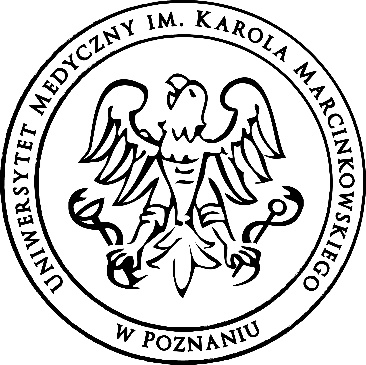 UNIWERSYTET MEDYCZNY IM. KAROLA MARCINKOWSKIEGO
W POZNANIU